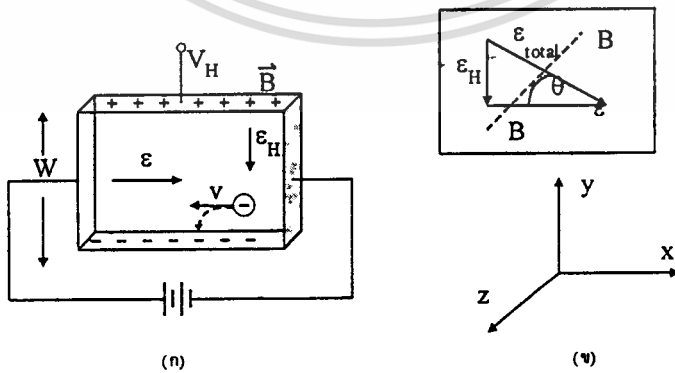 V_H
+ + + + + + +
B
W
ε
ε_H
v
−
− − − − − − −
(ก)
ε_total
B
ε_H
θ
ε
B
y
x
z
(ข)